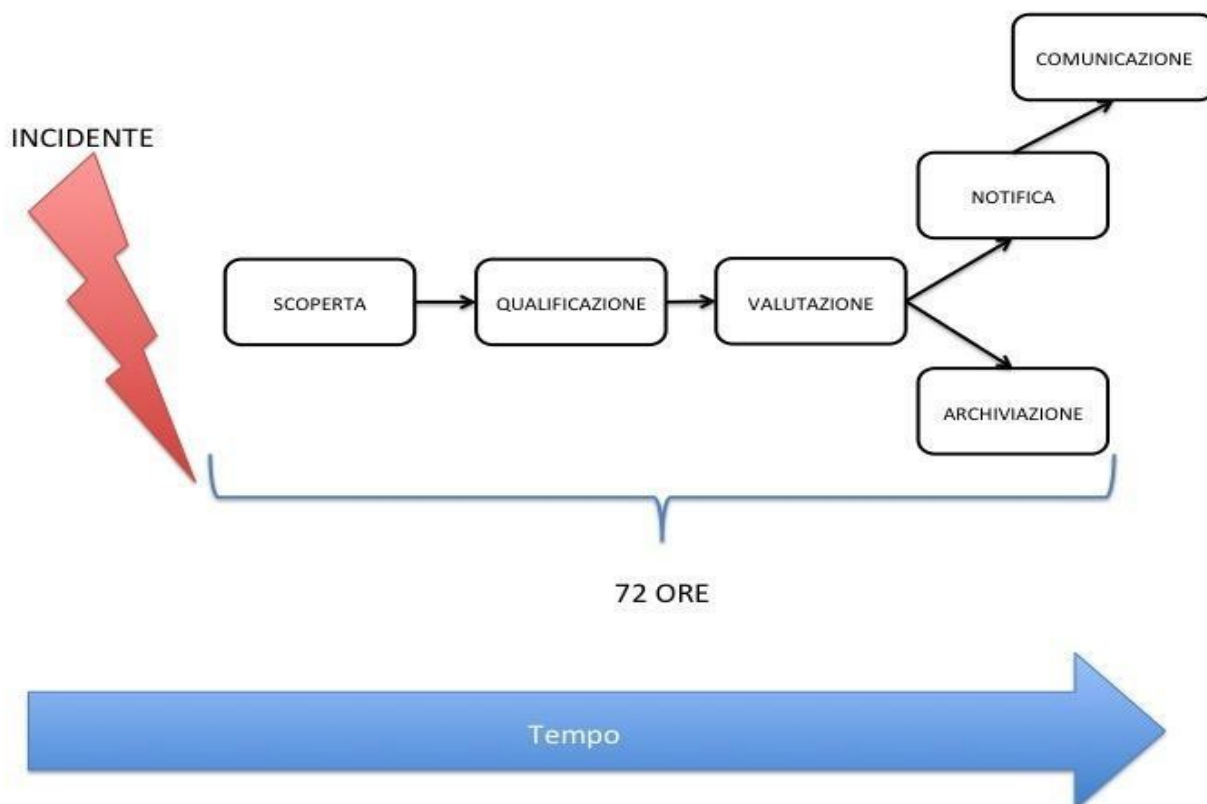 COMUNICAZIONE
INCIDENTE
NOTIFICA
SCOPERTA
QUALIFICAZIONE
VALUTAZIONE
ARCHIVIAZIONE
72 ORE
Tempo